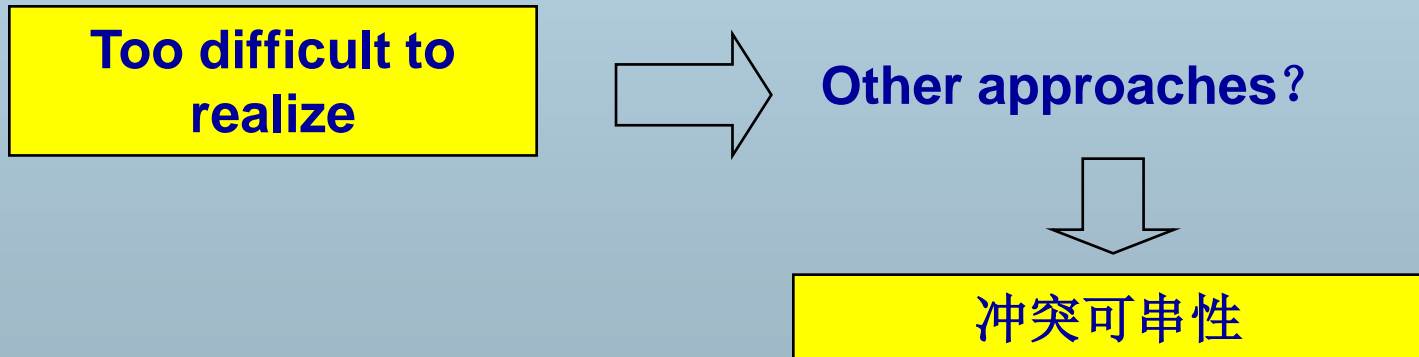 Too difficult to
realize
Other approaches？
冲突可串性